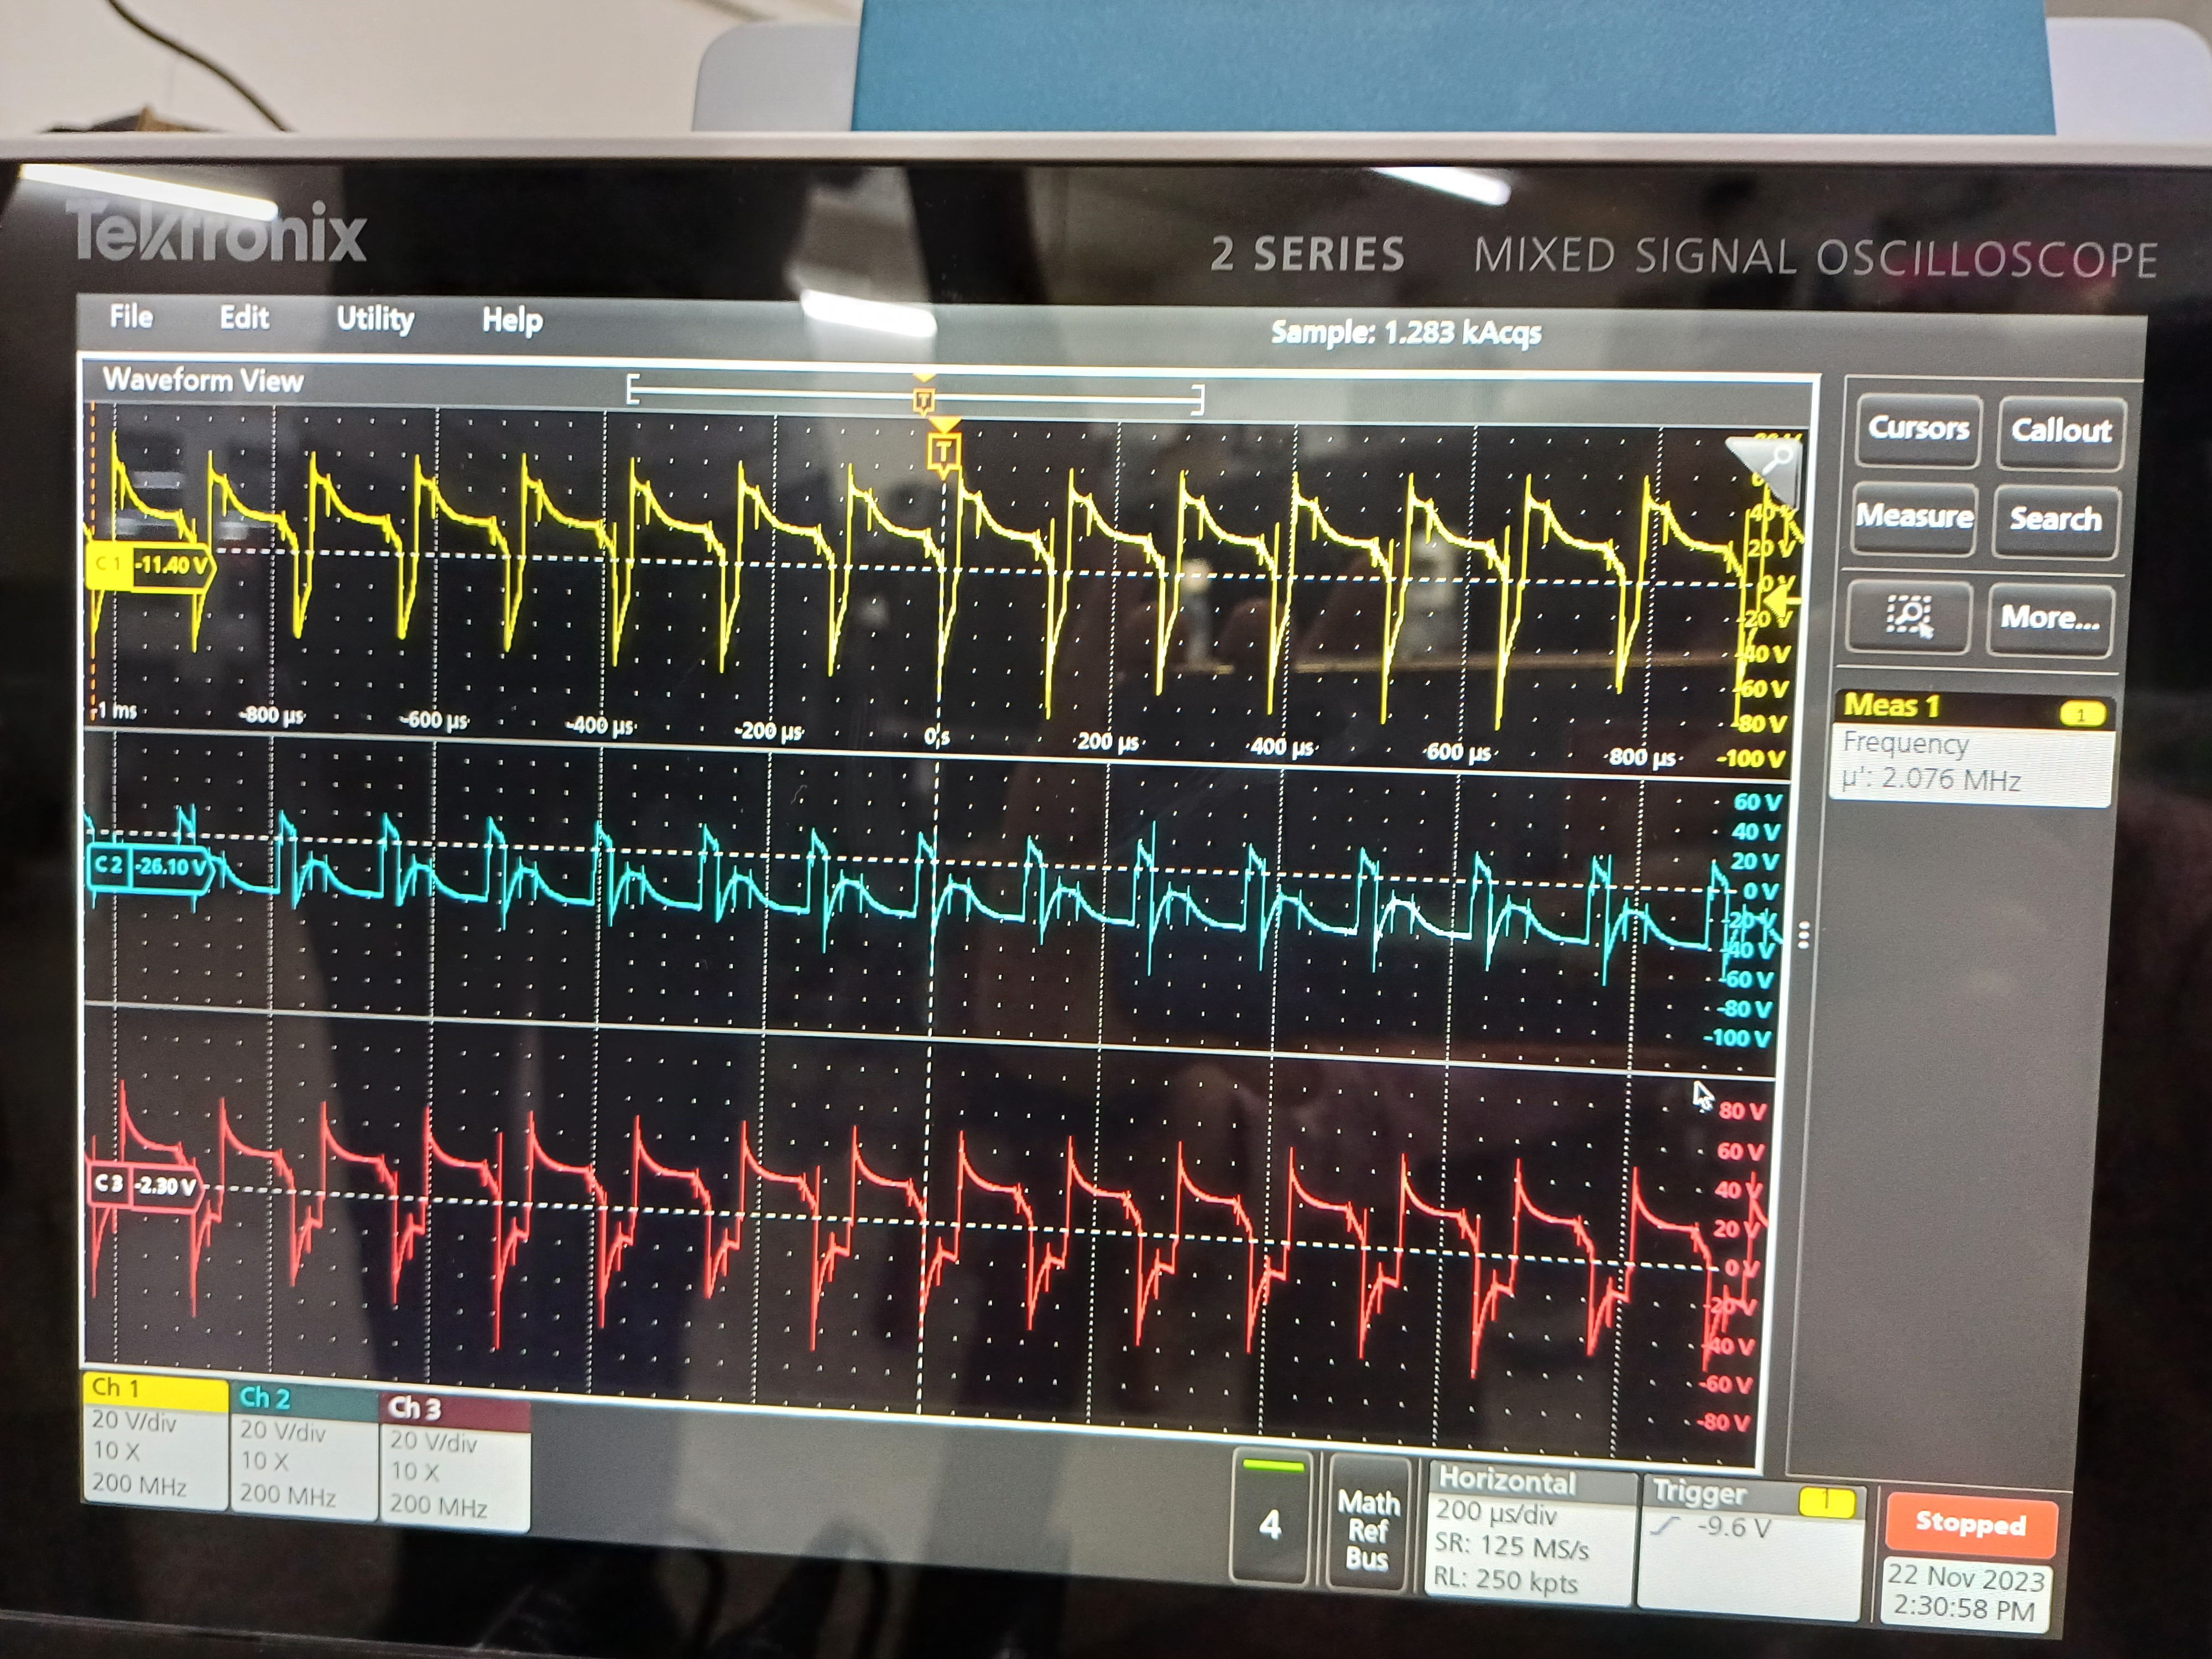 Tektronix
2 SERIES MIXED SIGNAL OSCILLOSCOPE
File Edit Utility Help
Sample: 1.283 kAcqs
Waveform View
T
T
Cursors Callout
Measure Search
More...
C 1 -11.40 V
40 V
20 V
0 V
-20 V
-40 V
-60 V
-80 V
-100 V
-1 ms -800 µs -600 µs -400 µs -200 µs 0 s 200 µs 400 µs 600 µs 800 µs
Meas 1 1
Frequency
µ': 2.076 MHz
C 2 -26.10 V
60 V
40 V
20 V
0 V
-20 V
-40 V
-60 V
-80 V
-100 V
C 3 -2.30 V
80 V
60 V
40 V
20 V
0 V
-20 V
-40 V
-60 V
-80 V
Ch 1
20 V/div
10 X
200 MHz
Ch 2
20 V/div
10 X
200 MHz
Ch 3
20 V/div
10 X
200 MHz
4
Math
Ref
Bus
Horizontal
200 µs/div
SR: 125 MS/s
RL: 250 kpts
Trigger 1
-9.6 V
Stopped
22 Nov 2023
2:30:58 PM